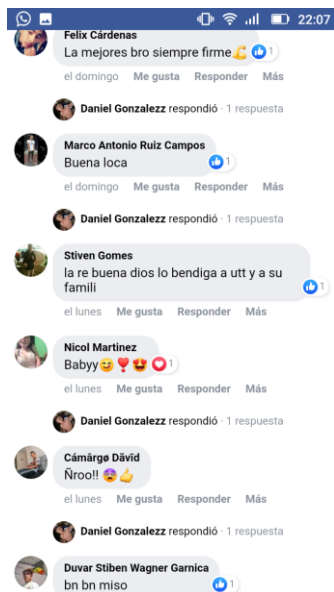 22:07
Felix Cárdenas
La mejores bro siempre firme💪 1
el domingo Me gusta Responder Más
Daniel Gonzalezz respondió · 1 respuesta
Marco Antonio Ruiz Campos
Buena loca 1
el domingo Me gusta Responder Más
Daniel Gonzalezz respondió · 1 respuesta
Stiven Gomes
la re buena dios lo bendiga a utt y a su
famili 1
el lunes Me gusta Responder Más
Nicol Martinez
Babyy😊❣️😍 1
el lunes Me gusta Responder Más
Daniel Gonzalezz respondió · 1 respuesta
Cámârgø Dāvīd
Ñroo!! 😨👍
el lunes Me gusta Responder Más
Daniel Gonzalezz respondió · 1 respuesta
Duvar Stiben Wagner Garnica
bn bn miso 1